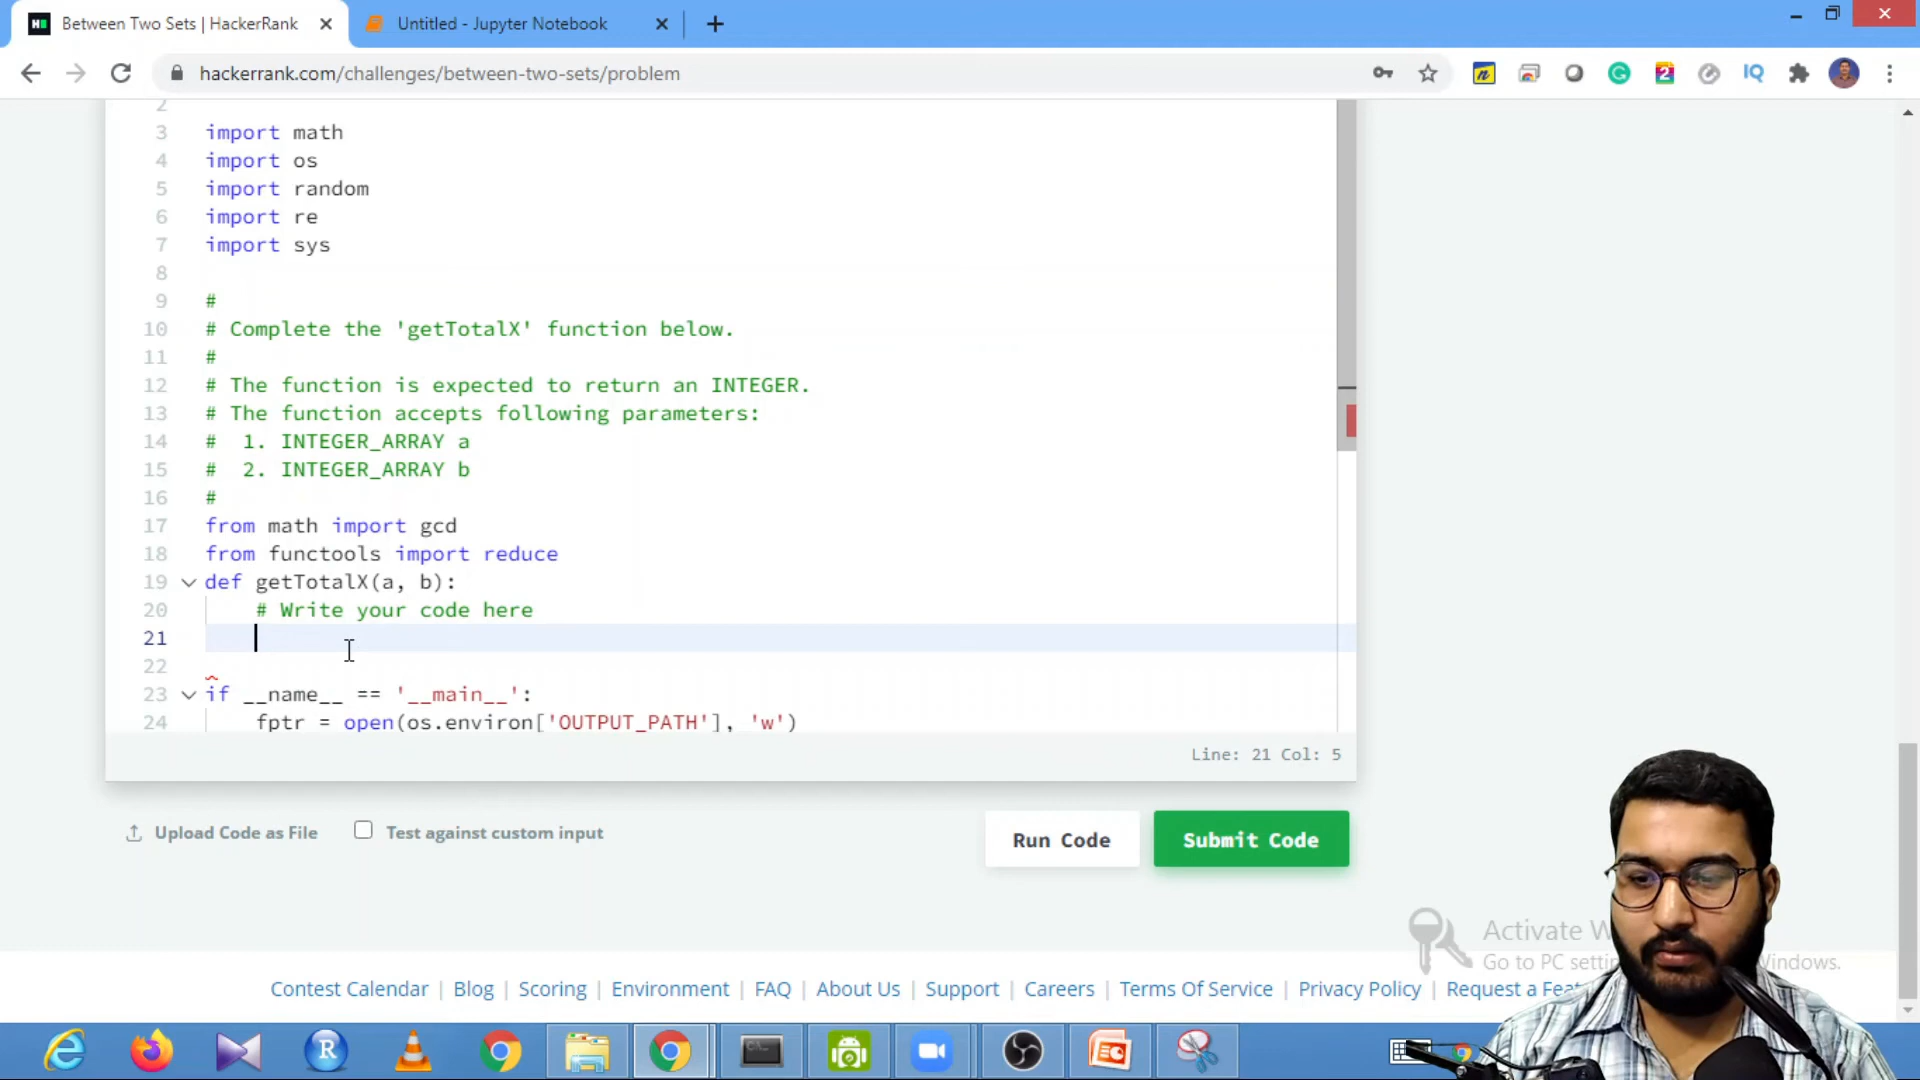 Between Two Sets | HackerRank
Untitled - Jupyter Notebook
hackerrank.com/challenges/between-two-sets/problem
2
3 import math
4 import os
5 import random
6 import re
7 import sys
8
9 #
10 # Complete the 'getTotalX' function below.
11 #
12 # The function is expected to return an INTEGER.
13 # The function accepts following parameters:
14 #  1. INTEGER_ARRAY a
15 #  2. INTEGER_ARRAY b
16 #
17 from math import gcd
18 from functools import reduce
19 def getTotalX(a, b):
20     # Write your code here
21
22
23 if __name__ == '__main__':
24     fptr = open(os.environ['OUTPUT_PATH'], 'w')
Line: 21 Col: 5
Upload Code as File
Test against custom input
Run Code
Submit Code
Activate W
Go to PC setti
Windows.
Contest Calendar | Blog | Scoring | Environment | FAQ | About Us | Support | Careers | Terms Of Service | Privacy Policy | Request a Feat